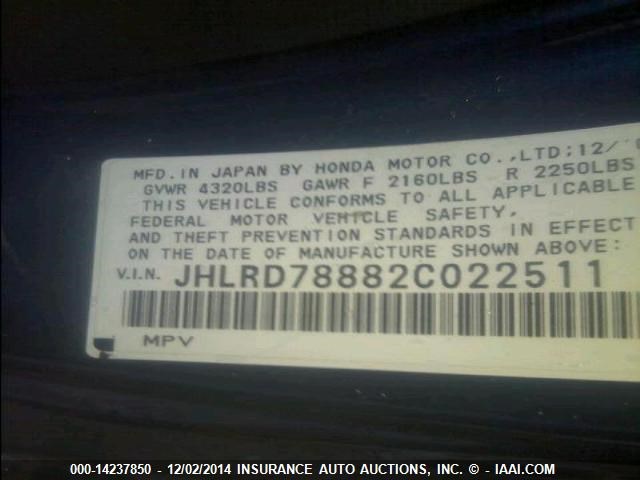 MFD. IN JAPAN BY HONDA MOTOR CO.,LTD;12/
GVWR 4320LBS GAWR F 2160LBS R 2250LBS
THIS VEHICLE CONFORMS TO ALL APPLICABLE
FEDERAL MOTOR VEHICLE SAFETY,
AND THEFT PREVENTION STANDARDS IN EFFECT
ON THE DATE OF MANUFACTURE SHOWN ABOVE:
V.I.N. JHLRD78882C022511
MPV
000-14237850 - 12/02/2014 INSURANCE AUTO AUCTIONS, INC. - IAAI.COM